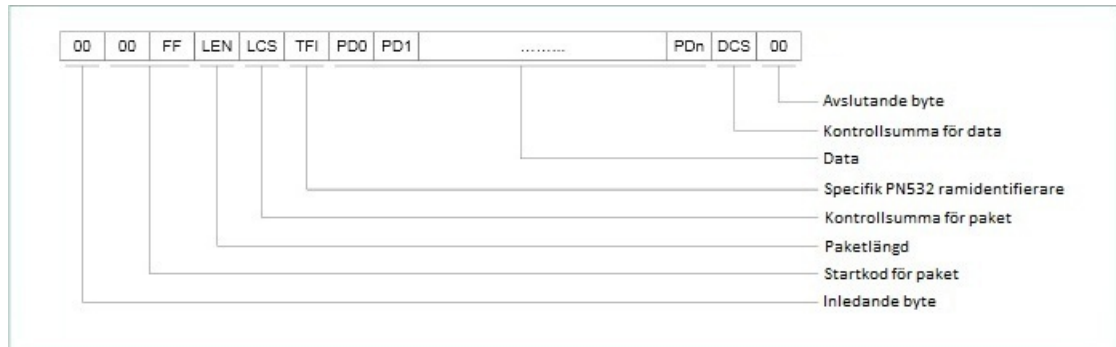 00 00 FF LEN LCS TFI PD0 PD1 ......... PDn DCS 00
Avslutande byte
Kontrollsumma för data
Data
Specifik PN532 ramidentifierare
Kontrollsumma för paket
Paketlängd
Startkod för paket
Inledande byte